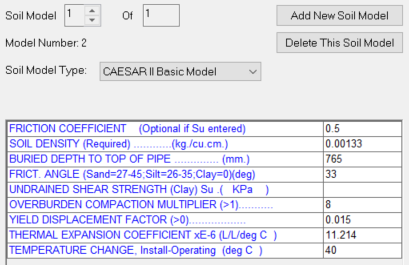 Soil Model 1 Of 1 Add New Soil Model
Model Number: 2 Delete This Soil Model
Soil Model Type: CAESAR II Basic Model
FRICTION COEFFICIENT (Optional if Su entered) 0.5
SOIL DENSITY (Required) ............(kg./cu.cm.) 0.00133
BURIED DEPTH TO TOP OF PIPE .............. (mm.) 765
FRICT. ANGLE (Sand=27-45;Silt=26-35;Clay=0)(deg) 33
UNDRAINED SHEAR STRENGTH (Clay) Su .( KPa )
OVERBURDEN COMPACTION MULTIPLIER (>1)........... 8
YIELD DISPLACEMENT FACTOR (>0).................. 0.015
THERMAL EXPANSION COEFFICIENT xE-6 (L/L/deg C ) 11.214
TEMPERATURE CHANGE, Install-Operating (deg C ) 40